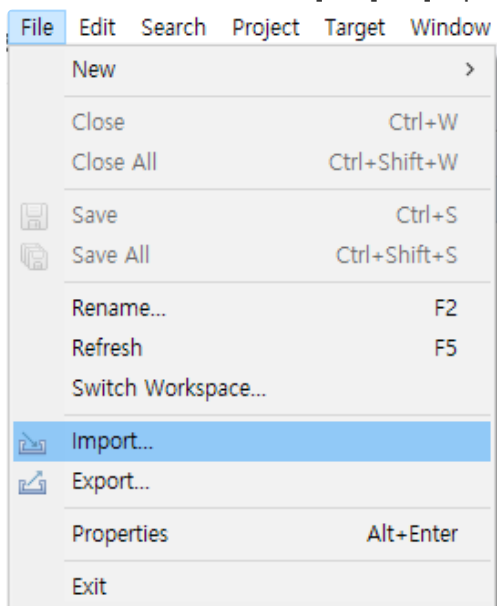 File Edit Search Project Target Window
New >
Close Ctrl+W
Close All Ctrl+Shift+W
Save Ctrl+S
Save All Ctrl+Shift+S
Rename... F2
Refresh F5
Switch Workspace...
Import...
Export...
Properties Alt+Enter
Exit